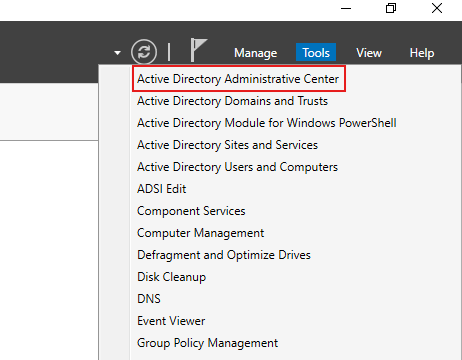 Manage Tools View Help
Active Directory Administrative Center
Active Directory Domains and Trusts
Active Directory Module for Windows PowerShell
Active Directory Sites and Services
Active Directory Users and Computers
ADSI Edit
Component Services
Computer Management
Defragment and Optimize Drives
Disk Cleanup
DNS
Event Viewer
Group Policy Management